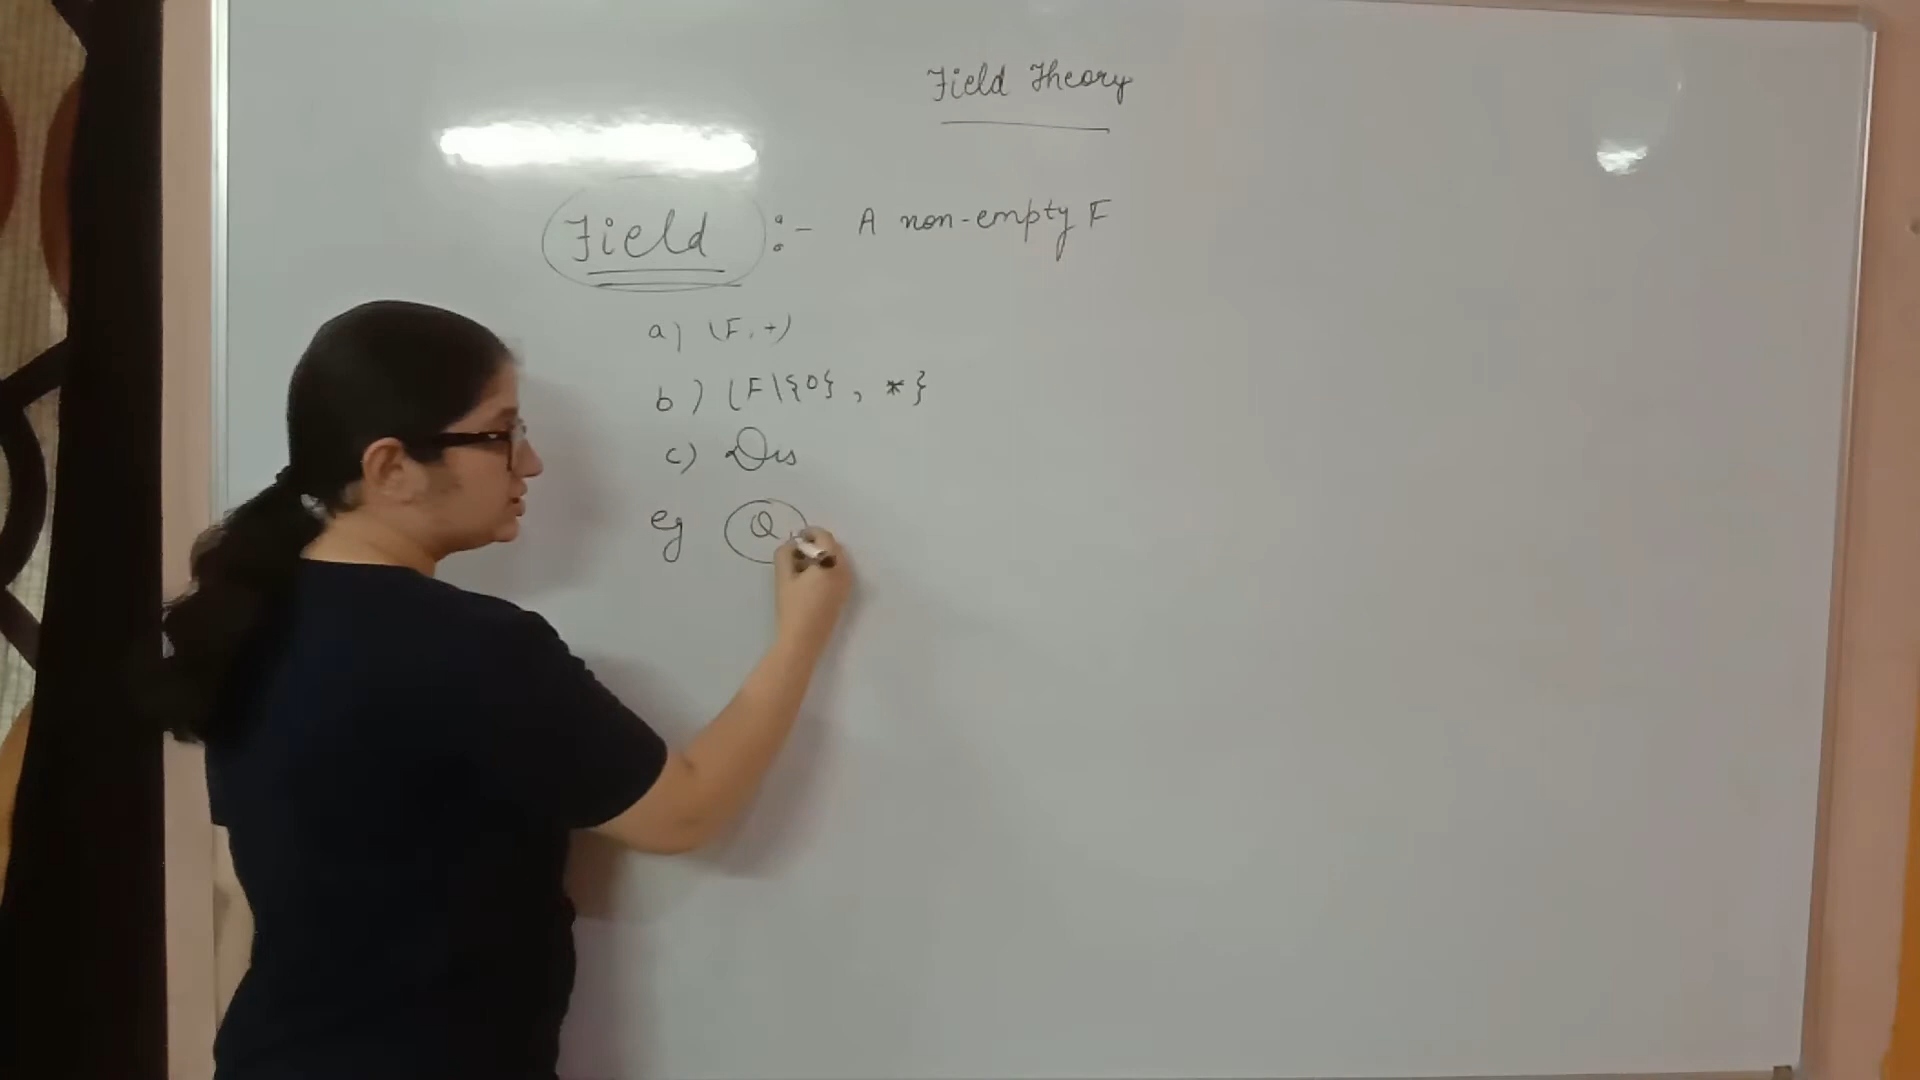 Field Theory
Field :- A non-empty F
a) (F, +)
b) (F\{0}, *}
c) Dis
eg Q